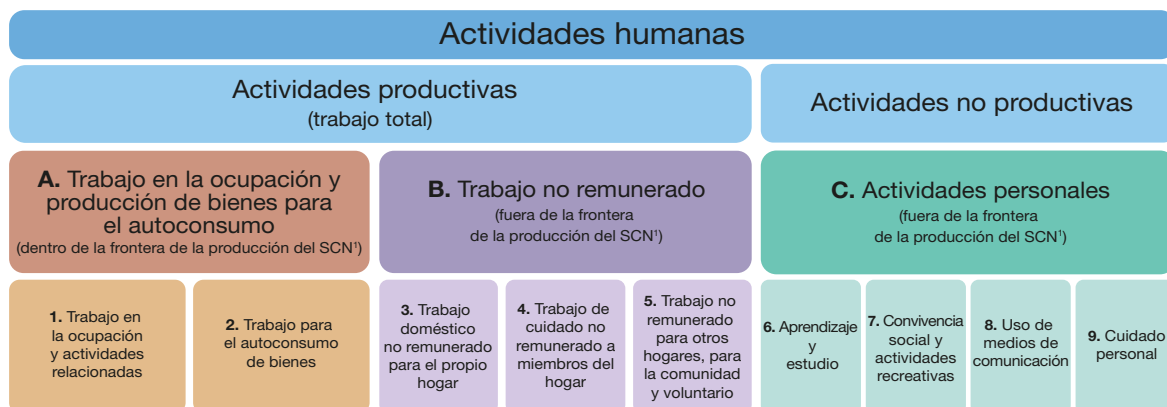 Actividades humanas
Actividades productivas
(trabajo total)
Actividades no productivas
A. Trabajo en la ocupación y
producción de bienes para
el autoconsumo
(dentro de la frontera de la producción del SCN¹)
B. Trabajo no remunerado
(fuera de la frontera
de la producción del SCN¹)
C. Actividades personales
(fuera de la frontera
de la producción del SCN¹)
1. Trabajo en
la ocupación
y actividades
relacionadas
2. Trabajo para
el autoconsumo
de bienes
3. Trabajo
doméstico
no remunerado
para el propio
hogar
4. Trabajo de
cuidado no
remunerado a
miembros del
hogar
5. Trabajo no
remunerado
para otros
hogares, para
la comunidad
y voluntario
6. Aprendizaje
y
estudio
7. Convivencia
social y
actividades
recreativas
8. Uso de
medios de
comunicación
9. Cuidado
personal